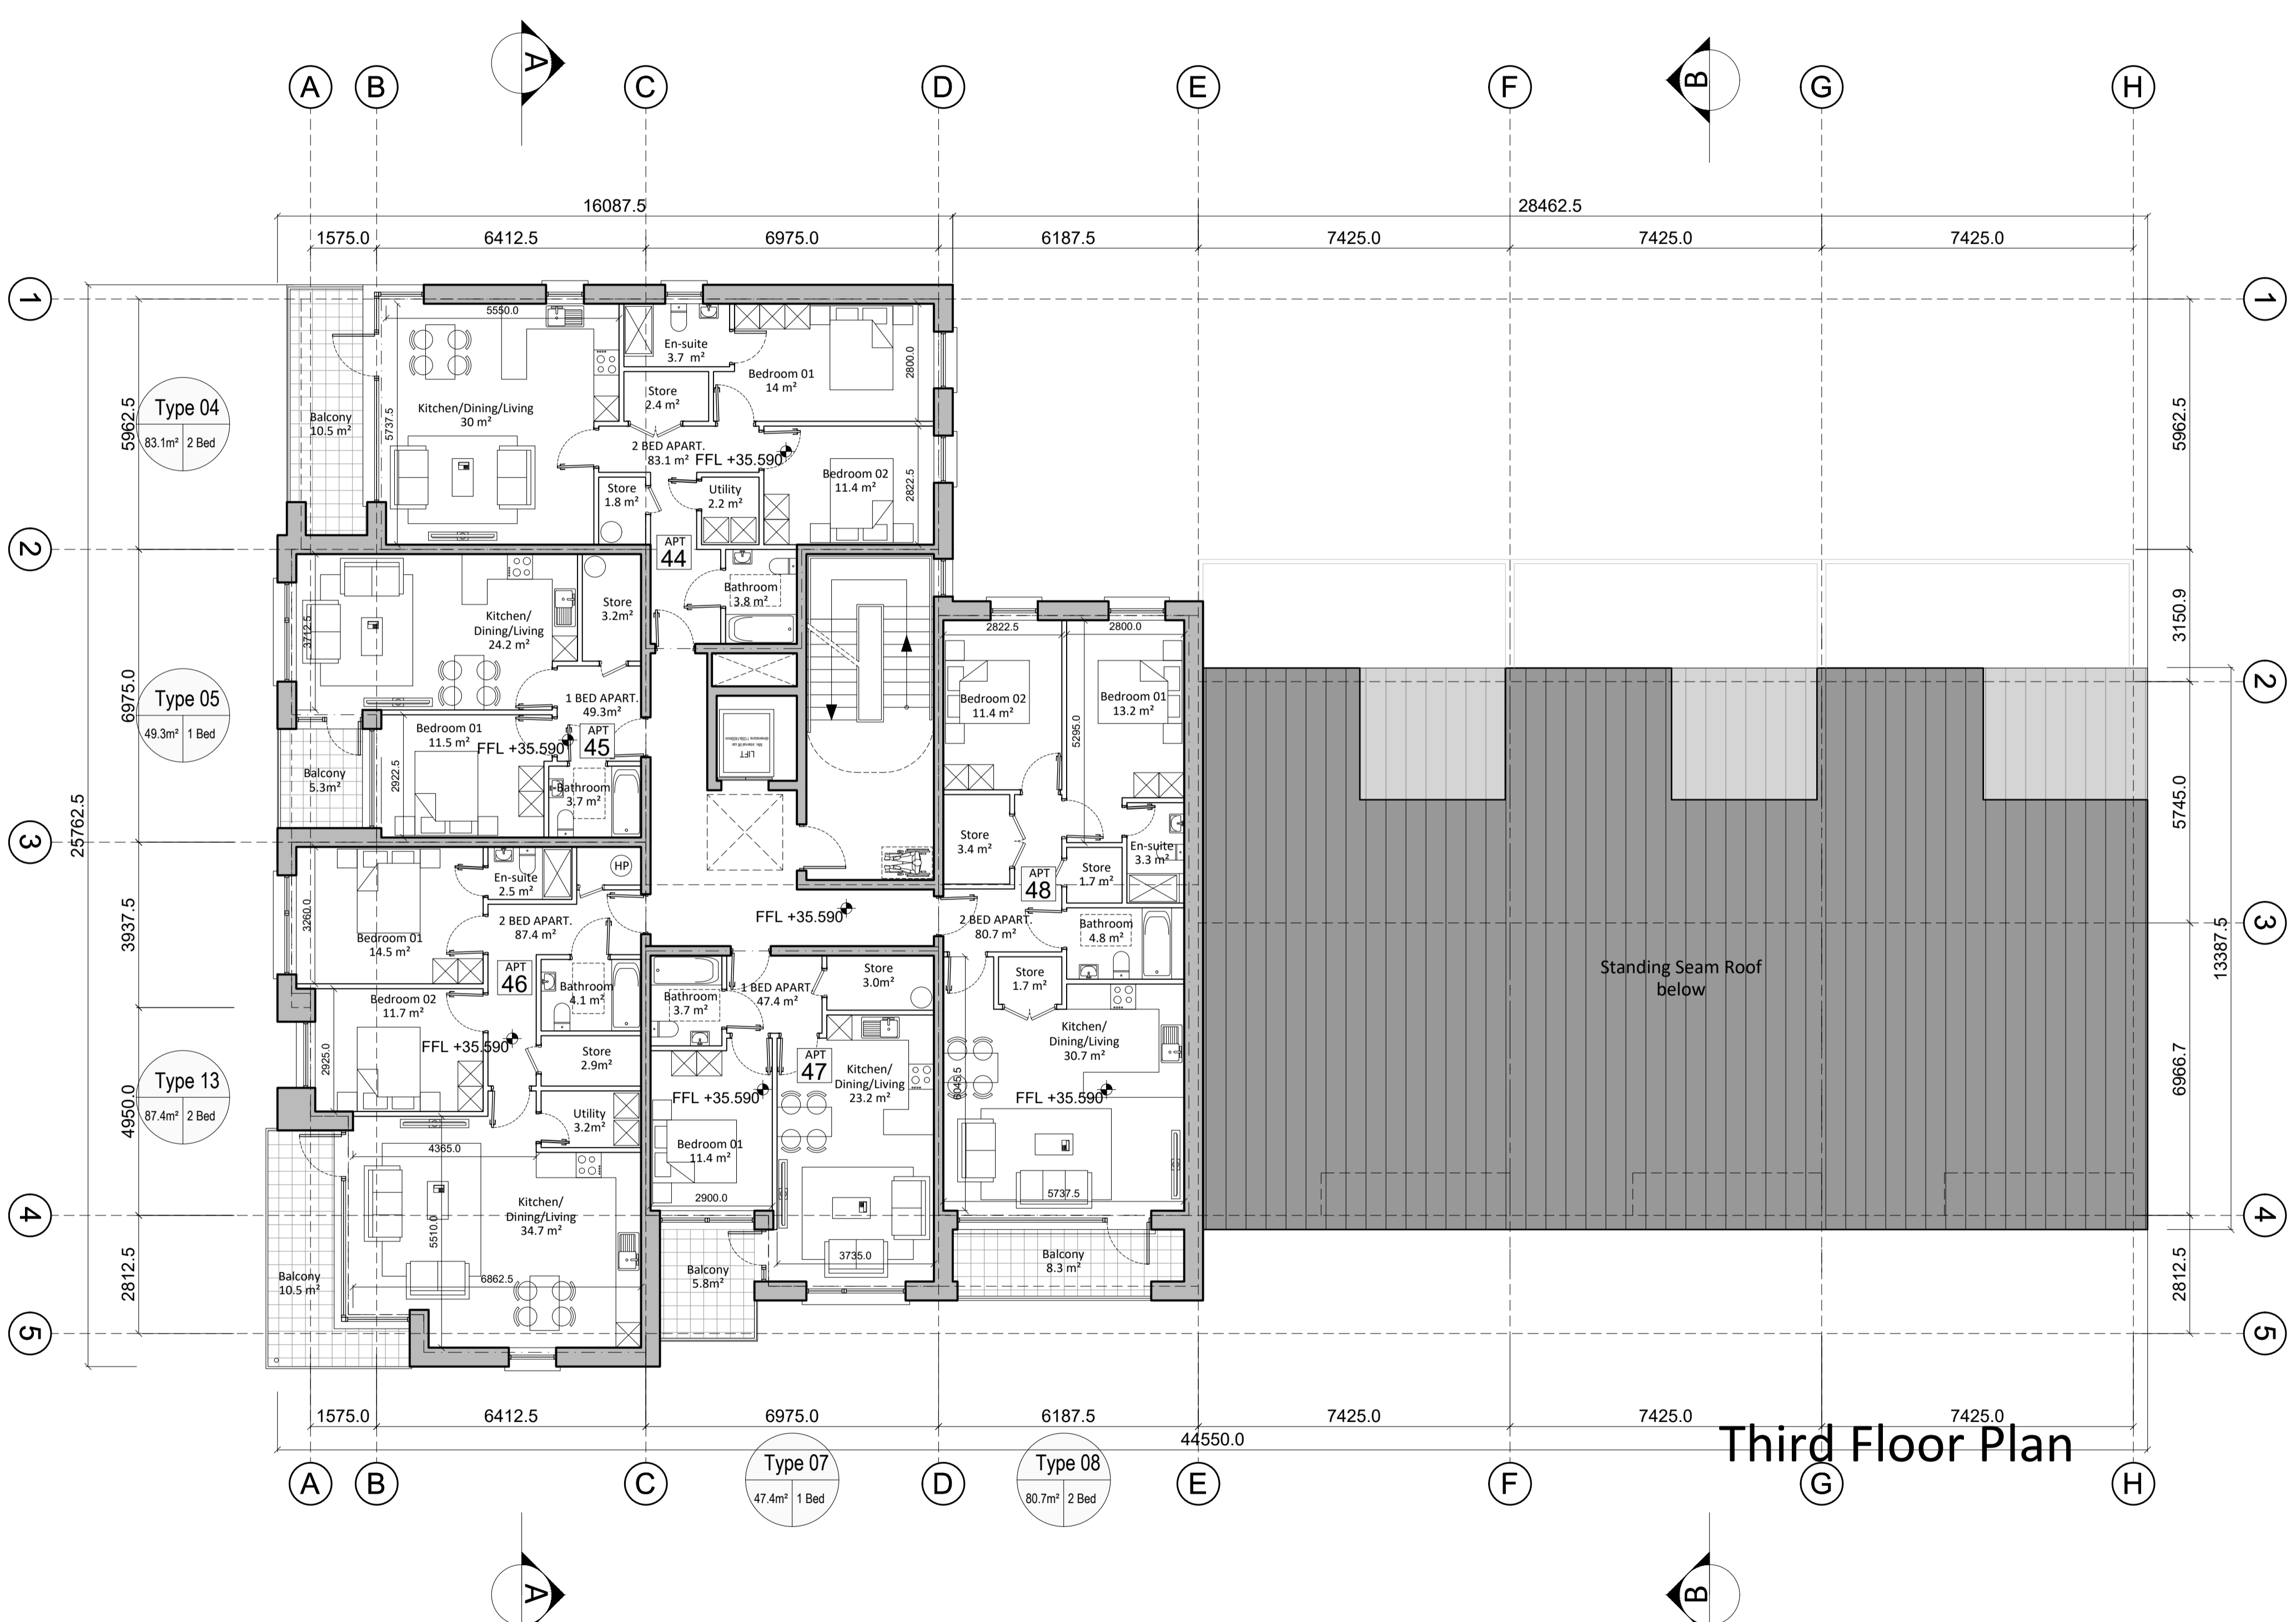 A
B
A
B
C
D
E
F
G
H
16087.5
28462.5
1575.0
6412.5
6975.0
6187.5
7425.0
7425.0
7425.0
1
1
2
2
3
3
4
4
5
5
25762.5
5962.5
6975.0
3937.5
4950.0
2812.5
5962.5
3150.9
5745.0
6966.7
2812.5
13387.5
Type 04
83.1m² 2 Bed
Type 05
49.3m² 1 Bed
Type 13
87.4m² 2 Bed
Balcony
10.5 m²
5550.0
5737.5
Kitchen/Dining/Living
30 m²
En-suite
3.7 m²
Store
2.4 m²
Bedroom 01
14 m²
2800.0
2 BED APART.
83.1 m²
FFL +35.590
Bedroom 02
11.4 m²
2822.5
Store
1.8 m²
Utility
2.2 m²
APT
44
Bathroom
3.8 m²
3712.5
Kitchen/
Dining/Living
24.2 m²
Store
3.2m²
1 BED APART.
49.3m²
Bedroom 01
11.5 m²
FFL +35.590
APT
45
2922.5
Balcony
5.3m²
Bathroom
3.7 m²
LIFT
3260.0
Bedroom 01
14.5 m²
En-suite
2.5 m²
HP
2 BED APART.
87.4 m²
APT
46
Bathroom
4.1 m²
Bedroom 02
11.7 m²
2925.0
FFL +35.590
Store
2.9m²
Utility
3.2m²
4365.0
5510.0
Kitchen/
Dining/Living
34.7 m²
6862.5
Balcony
10.5 m²
FFL +35.590
Bathroom
3.7 m²
1 BED APART.
47.4 m²
Store
3.0m²
APT
47
Kitchen/
Dining/Living
23.2 m²
FFL +35.590
Bedroom 01
11.4 m²
2900.0
3735.0
Balcony
5.8m²
2822.5
2800.0
Bedroom 02
11.4 m²
Bedroom 01
13.2 m²
5295.0
Store
3.4 m²
En-suite
3.3 m²
Store
1.7 m²
APT
48
2 BED APART.
80.7 m²
Bathroom
4.8 m²
Store
1.7 m²
Kitchen/
Dining/Living
30.7 m²
6045.5
FFL +35.590
5737.5
Balcony
8.3 m²
Standing Seam Roof
below
1575.0
6412.5
6975.0
6187.5
7425.0
7425.0
7425.0
44550.0
Third Floor Plan
Type 07
47.4m² 1 Bed
Type 08
80.7m² 2 Bed
A
B
C
D
E
F
G
H
A
B